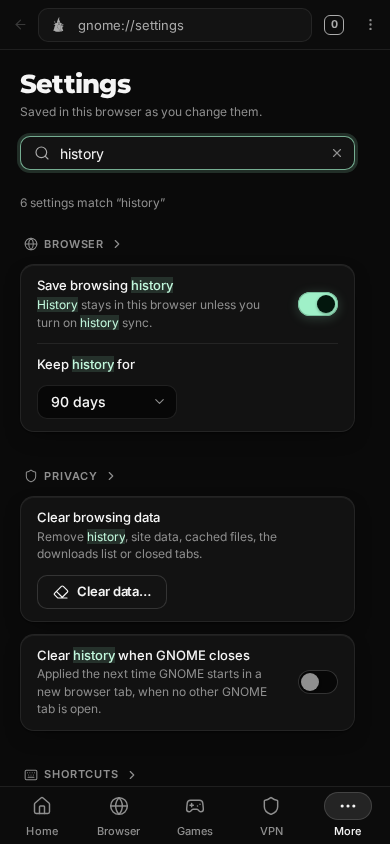 gnome://settings
0
Settings
Saved in this browser as you change them.
history
6 settings match “history”
BROWSER
Save browsing history
History stays in this browser unless you
turn on history sync.
Keep history for
90 days
PRIVACY
Clear browsing data
Remove history, site data, cached files, the
downloads list or closed tabs.
Clear data...
Clear history when GNOME closes
Applied the next time GNOME starts in a
new browser tab, when no other GNOME
tab is open.
SHORTCUTS
Home
Browser
Games
VPN
More